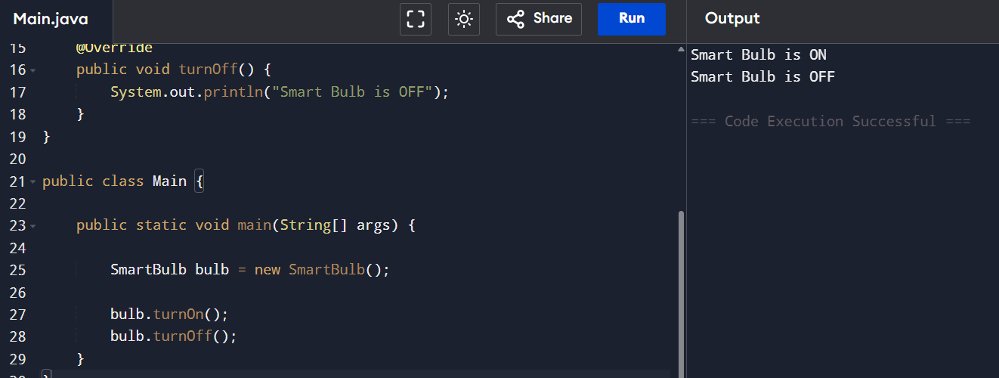 Main.java
Share
Run
Output
15 @Override
16 public void turnOff() {
17 System.out.println("Smart Bulb is OFF");
18 }
19 }
20
21 public class Main {
22
23 public static void main(String[] args) {
24
25 SmartBulb bulb = new SmartBulb();
26
27 bulb.turnOn();
28 bulb.turnOff();
29 }
30 }
Smart Bulb is ON
Smart Bulb is OFF
=== Code Execution Successful ===